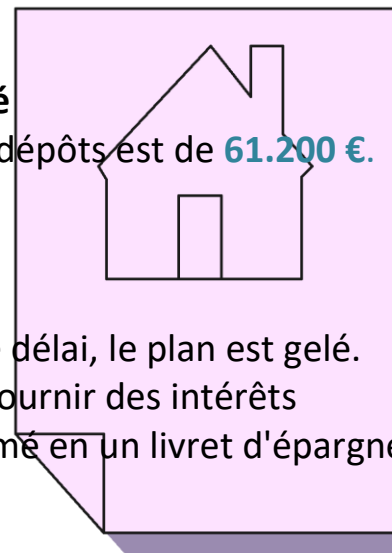 é
dépôts est de 61.200 €.
délai, le plan est gelé.
ournir des intérêts
mé en un livret d'épargne